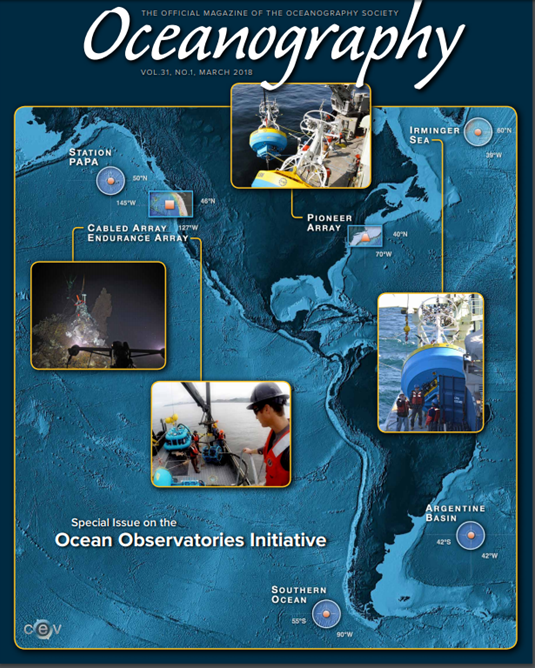 THE OFFICIAL MAGAZINE OF THE OCEANOGRAPHY SOCIETY
Oceanography
VOL.31, NO.1, MARCH 2018
IRMINGER
SEA
60°N
39°W
STATION
PAPA
50°N
145°W
46°N
127°W
CABLED ARRAY
ENDURANCE ARRAY
PIONEER
ARRAY
40°N
70°W
Special Issue on the
Ocean Observatories Initiative
ARGENTINE
BASIN
42°S
42°W
SOUTHERN
OCEAN
55°S
90°W
CeV